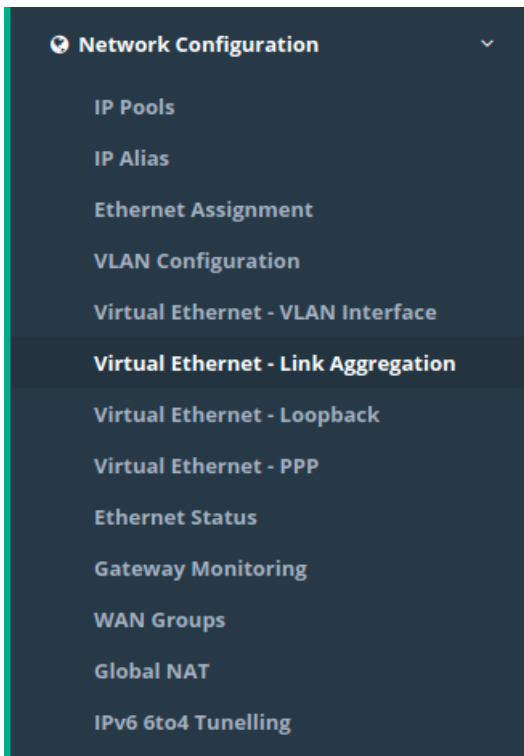 Network Configuration
IP Pools
IP Alias
Ethernet Assignment
VLAN Configuration
Virtual Ethernet - VLAN Interface
Virtual Ethernet - Link Aggregation
Virtual Ethernet - Loopback
Virtual Ethernet - PPP
Ethernet Status
Gateway Monitoring
WAN Groups
Global NAT
IPv6 6to4 Tunelling